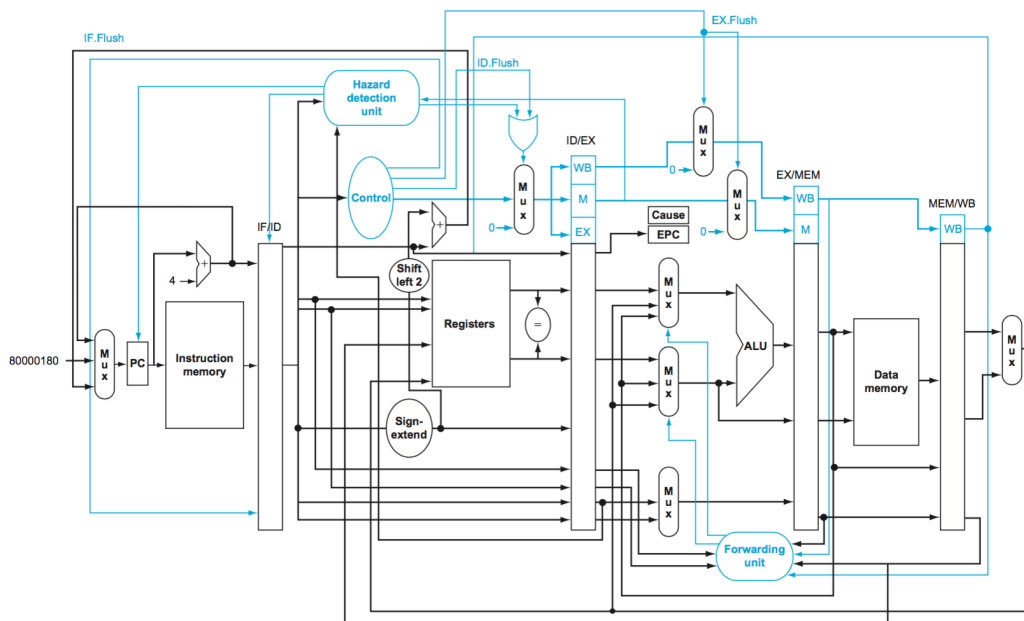 EX.Flush
IF.Flush
ID.Flush
Hazard
detection
unit
ID/EX
M
u
x
WB
EX/MEM
Control
M
u
x
M
M
u
x
WB
MEM/WB
0
Cause
IF/ID
+
0
EX
EPC
0
M
WB
+
4
Shift
left 2
M
u
x
Registers
=
M
u
x
80000180
M
u
x
PC
Instruction
memory
ALU
Data
memory
M
u
x
Sign-
extend
M
u
x
Forwarding
unit